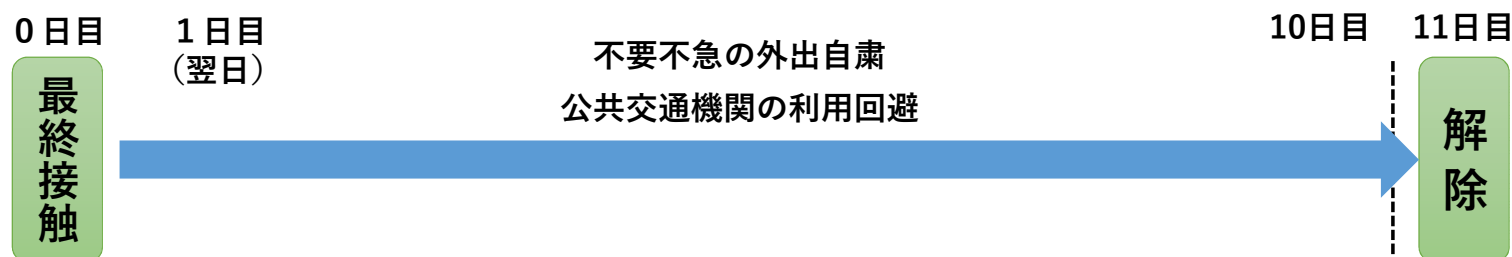 0日目
最終接触
1日目
（翌日）
不要不急の外出自粛
公共交通機関の利用回避
10日目
11日目
解除